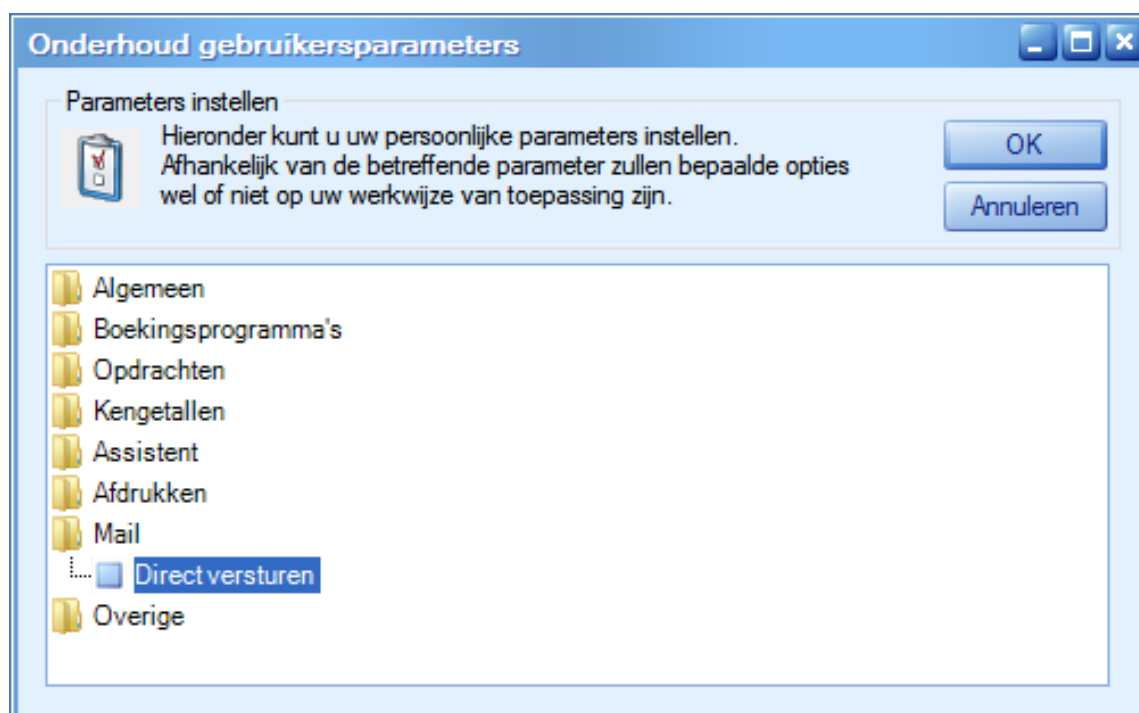 Onderhoud gebruikersparameters
Parameters instellen
Hieronder kunt u uw persoonlijke parameters instellen.
Afhankelijk van de betreffende parameter zullen bepaalde opties
wel of niet op uw werkwijze van toepassing zijn.
OK
Annuleren
Algemeen
Boekingsprogramma's
Opdrachten
Kengetallen
Assistent
Afdrukken
Mail
Direct versturen
Overige